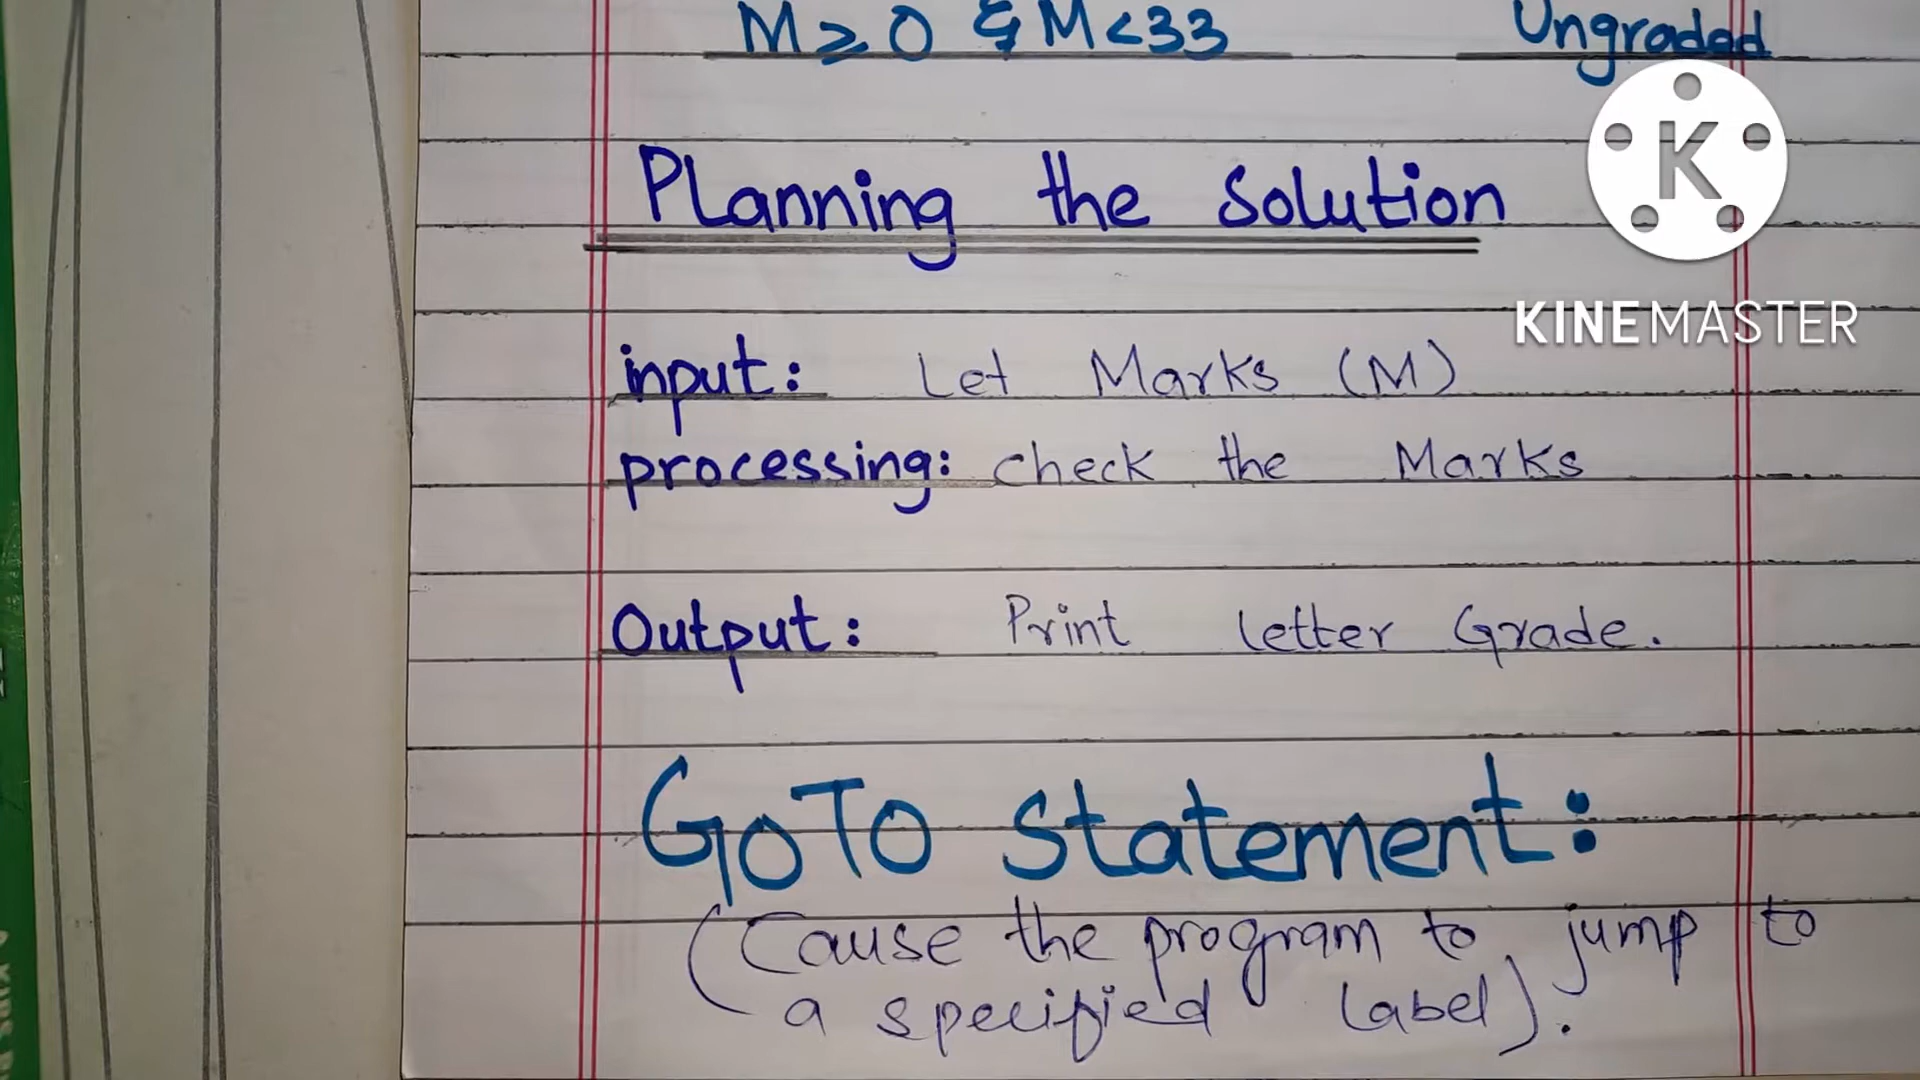 M ≥ 0 & M < 33 Ungraded
Planning the Solution
KINEMASTER
input: Let Marks (M)
processing: check the Marks
Output: Print letter Grade.
GoTo Statement:
(Cause the program to jump to
a specified label).